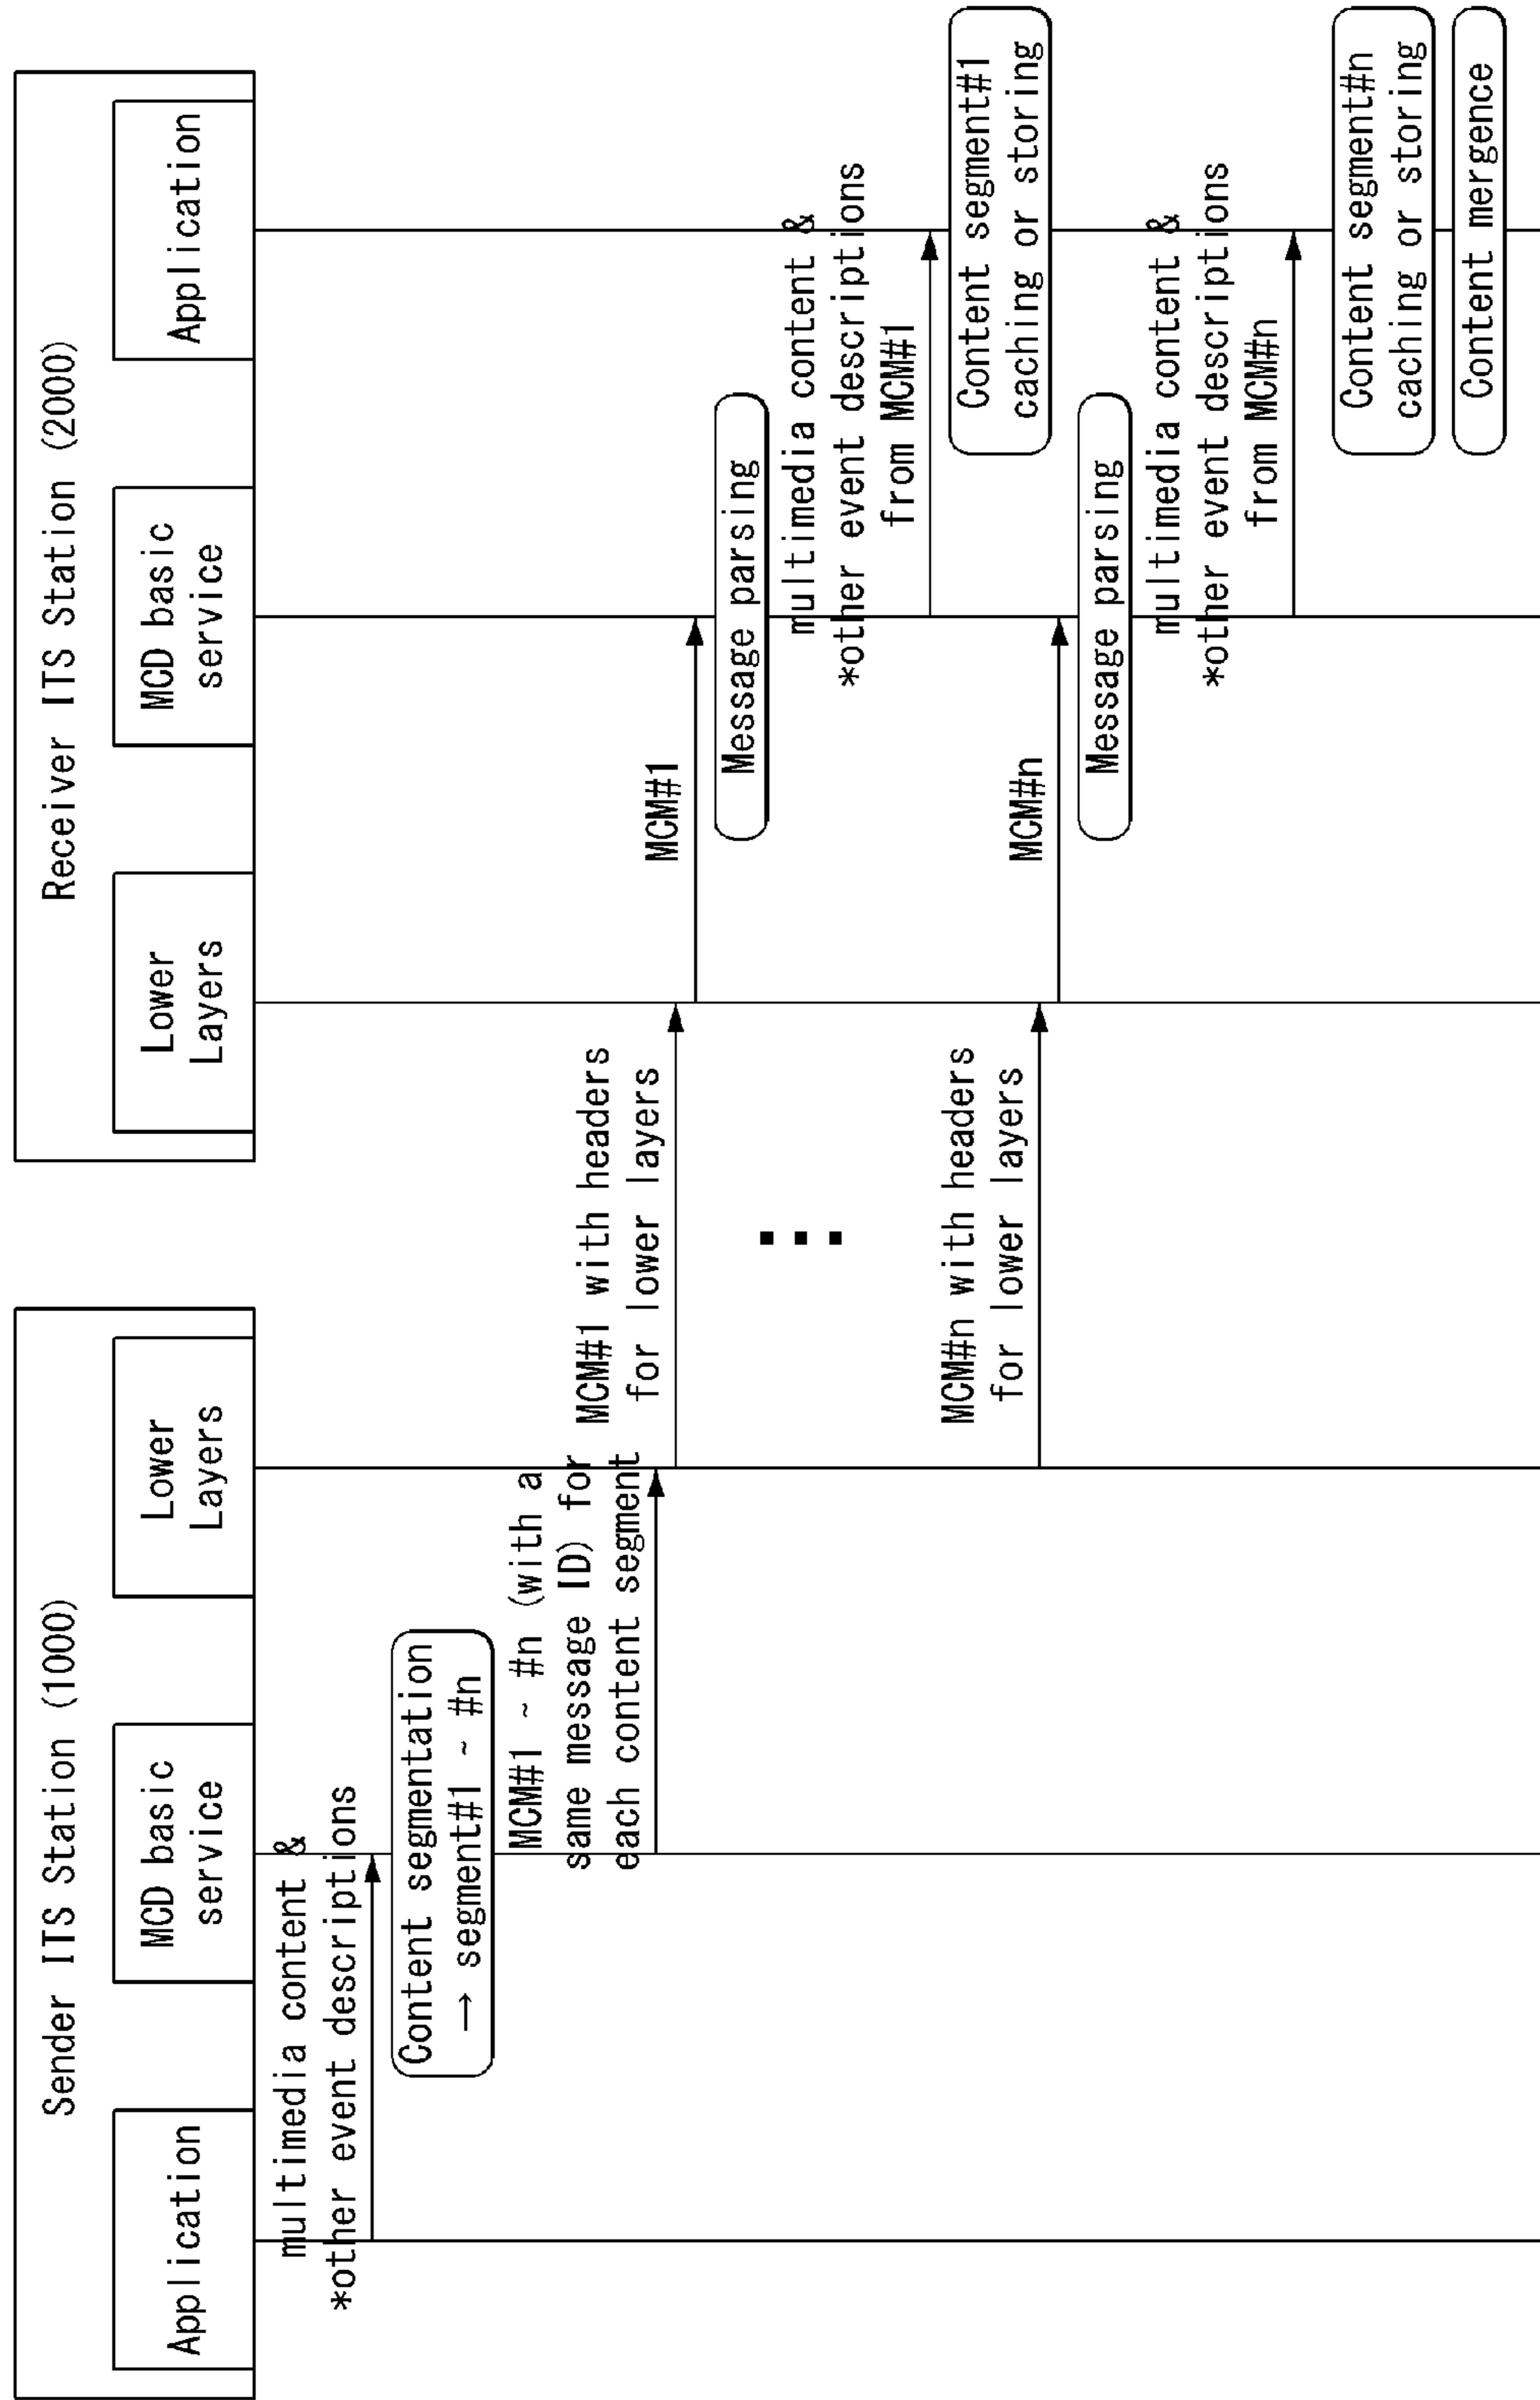 Sender ITS Station (1000)
Receiver ITS Station (2000)
Application
MCD basic
service
Lower
Layers
Lower
Layers
MCD basic
service
Application
multimedia content &
*other event descriptions
Content segmentation
→ segment#1 ~ #n
MCM#1 ~ #n (with a
same message ID) for
each content segment
MCM#1 with headers
for lower layers
MCM#1
Message parsing
multimedia content &
*other event descriptions
from MCM#1
Content segment#1
caching or storing
MCM#n with headers
for lower layers
MCM#n
Message parsing
multimedia content &
*other event descriptions
from MCM#n
Content segment#n
caching or storing
Content mergence